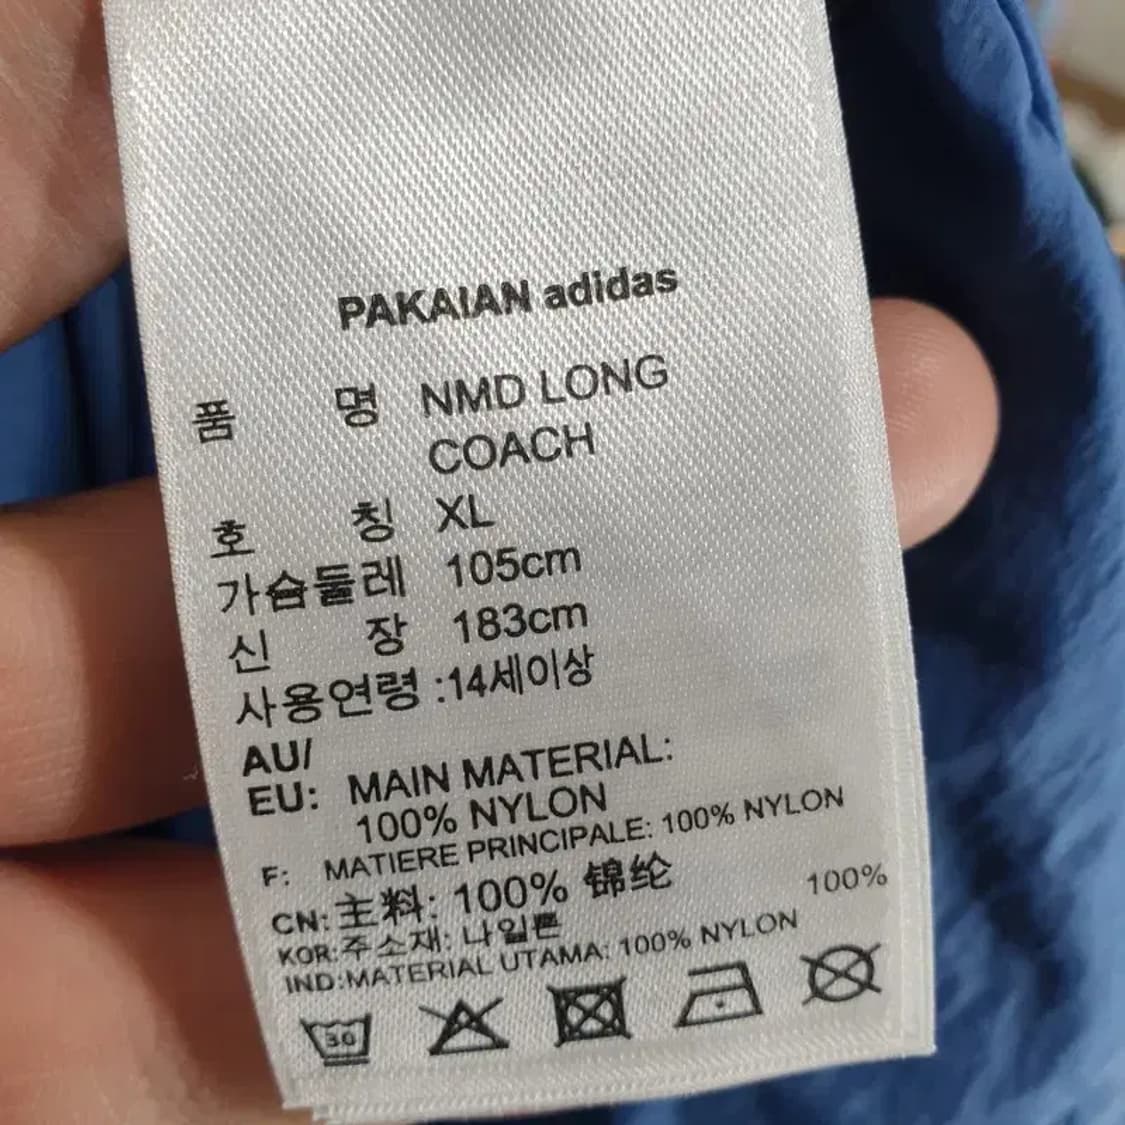 PAKAIAN adidas
품 명 NMD LONG
COACH
호 칭 XL
가슴둘레 105cm
신 장 183cm
사용연령 :14세이상
AU/
EU: MAIN MATERIAL:
100% NYLON
F: MATIERE PRINCIPALE: 100% NYLON
CN: 主料: 100% 锦纶
KOR:주소재: 나일론 100%
IND:MATERIAL UTAMA: 100% NYLON
30